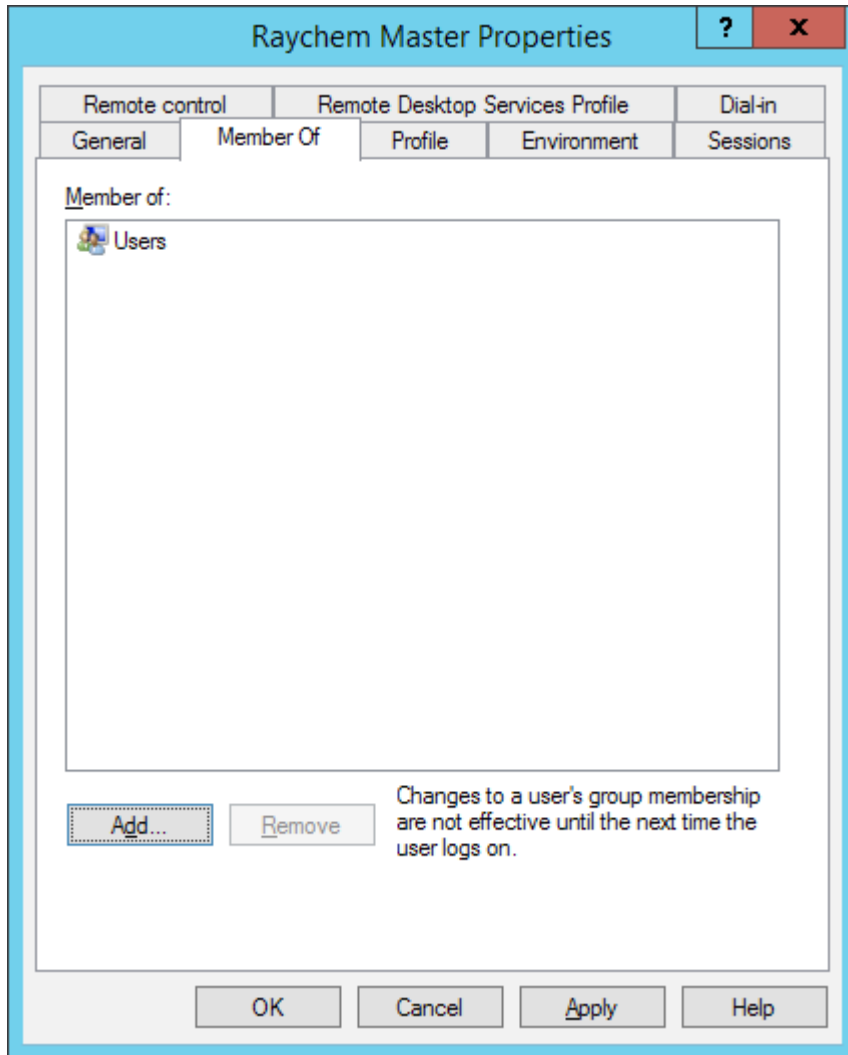 Raychem Master Properties
? x
Remote control Remote Desktop Services Profile Dial-in
General Member Of Profile Environment Sessions
Member of:
Users
Add... Remove
Changes to a user's group membership
are not effective until the next time the
user logs on.
OK Cancel Apply Help